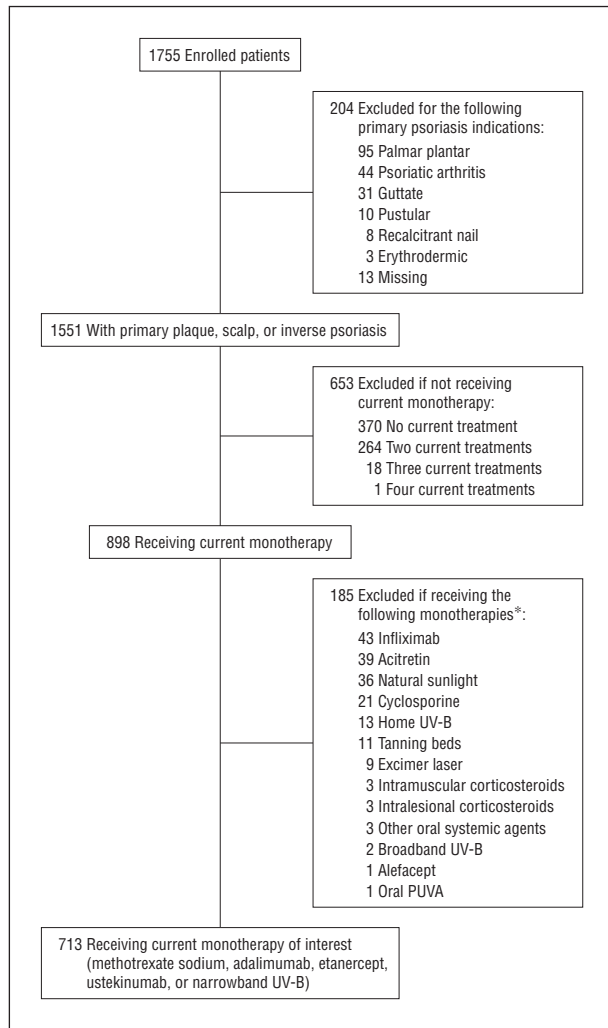 1755 Enrolled patients
204 Excluded for the following
primary psoriasis indications:
95 Palmar plantar
44 Psoriatic arthritis
31 Guttate
10 Pustular
8 Recalcitrant nail
3 Erythrodermic
13 Missing
1551 With primary plaque, scalp, or inverse psoriasis
653 Excluded if not receiving
current monotherapy:
370 No current treatment
264 Two current treatments
18 Three current treatments
1 Four current treatments
898 Receiving current monotherapy
185 Excluded if receiving the
following monotherapies*:
43 Infliximab
39 Acitretin
36 Natural sunlight
21 Cyclosporine
13 Home UV-B
11 Tanning beds
9 Excimer laser
3 Intramuscular corticosteroids
3 Intralesional corticosteroids
3 Other oral systemic agents
2 Broadband UV-B
1 Alefacept
1 Oral PUVA
713 Receiving current monotherapy of interest
(methotrexate sodium, adalimumab, etanercept,
ustekinumab, or narrowband UV-B)